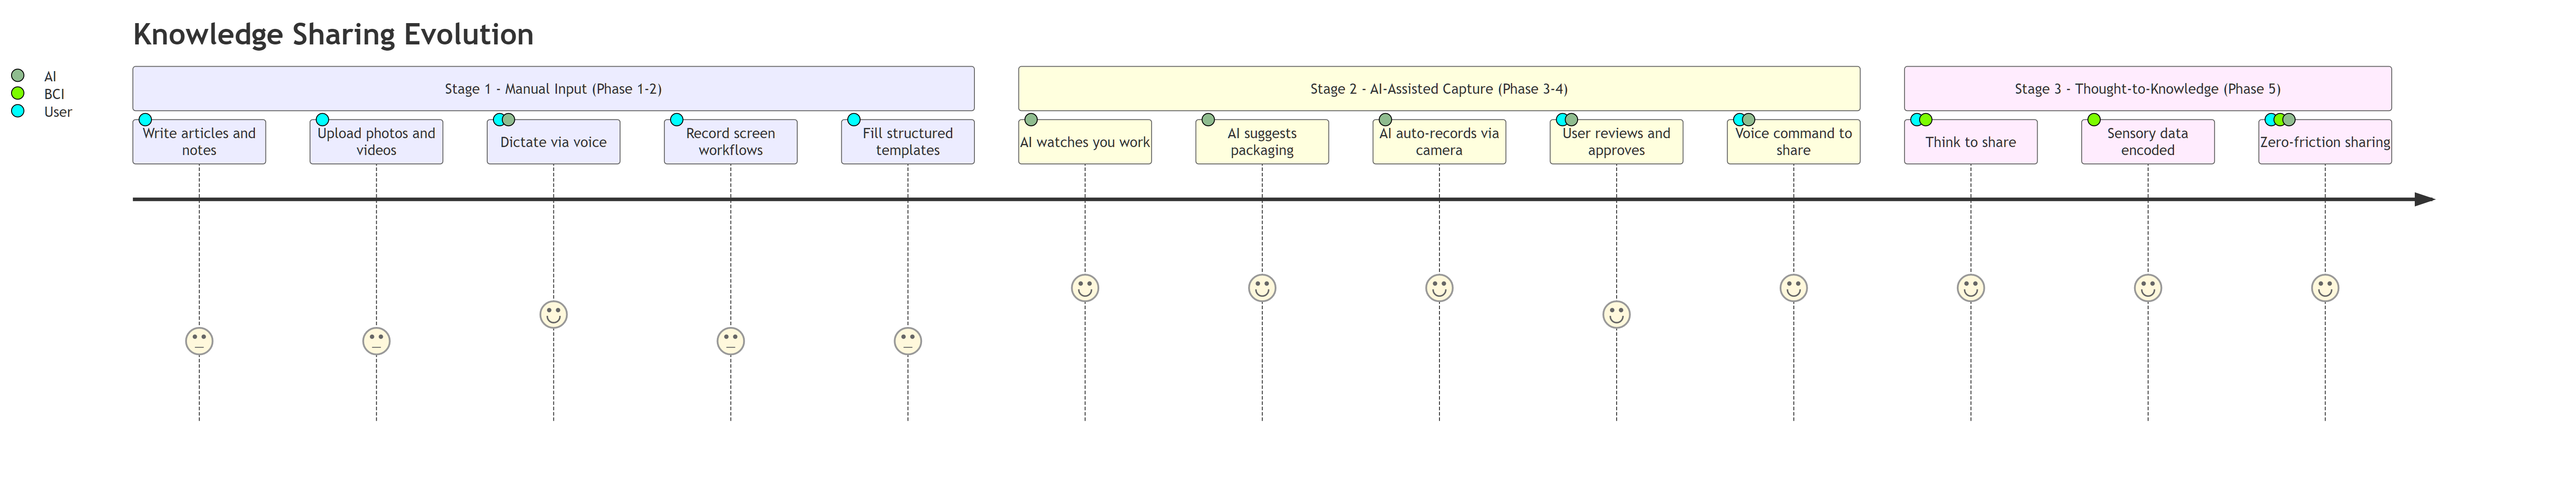 Knowledge Sharing Evolution
AI
BCI
User
Stage 1 - Manual Input (Phase 1-2)
Write articles and
notes
Upload photos and
videos
Dictate via voice
Record screen
workflows
Fill structured
templates
Stage 2 - AI-Assisted Capture (Phase 3-4)
AI watches you work
AI suggests
packaging
AI auto-records via
camera
User reviews and
approves
Voice command to
share
Stage 3 - Thought-to-Knowledge (Phase 5)
Think to share
Sensory data
encoded
Zero-friction sharing